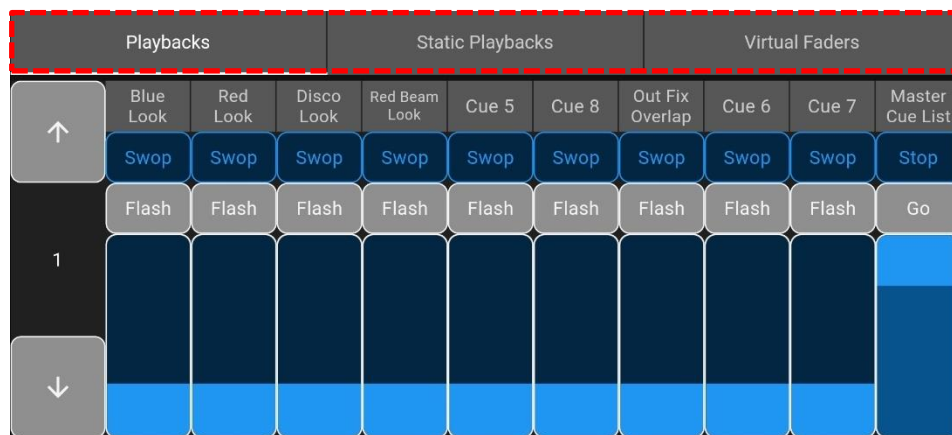 Playbacks Static Playbacks Virtual Faders
Blue Look Red Look Disco Look Red Beam Look Cue 5 Cue 8 Out Fix Overlap Cue 6 Cue 7 Master Cue List
Swop Swop Swop Swop Swop Swop Swop Swop Swop Stop
Flash Flash Flash Flash Flash Flash Flash Flash Flash Go
1